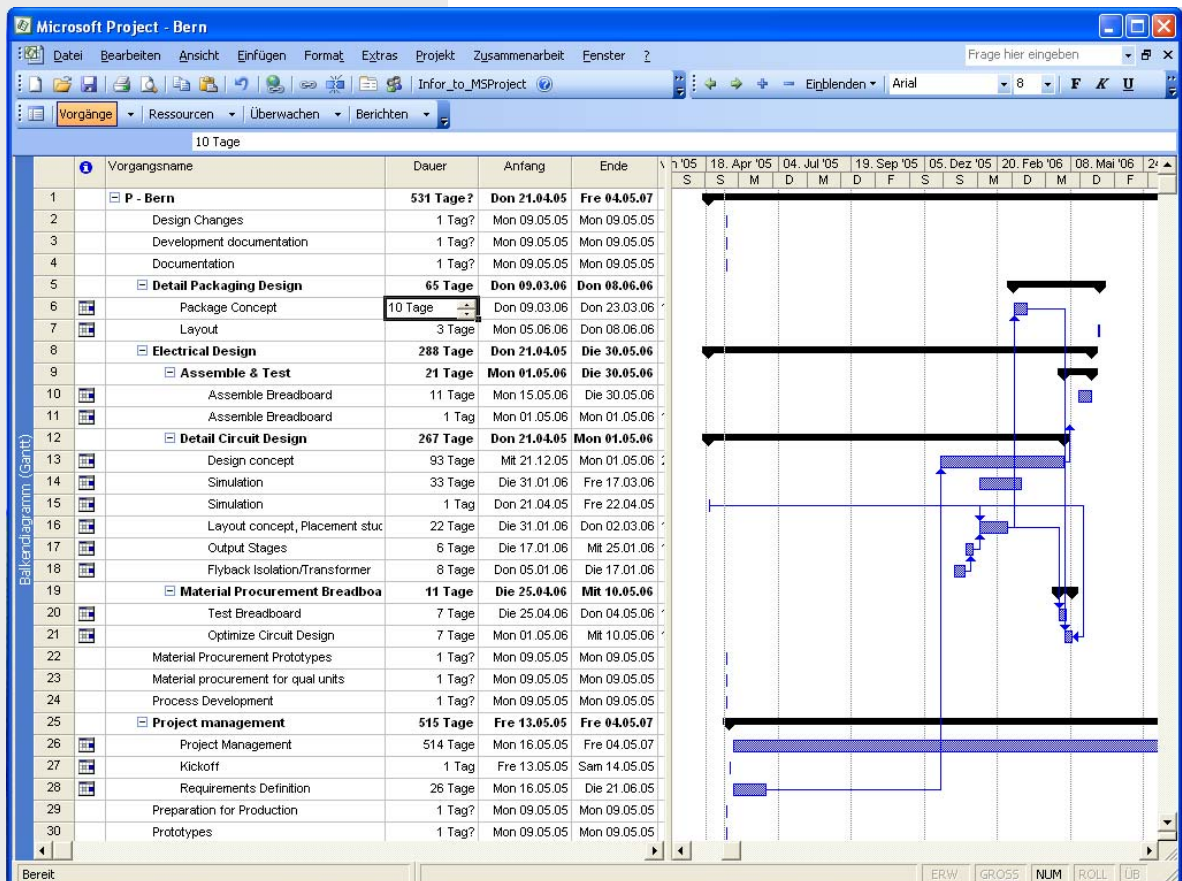 Microsoft Project - Bern
Datei Bearbeiten Ansicht Einfügen Format Extras Projekt Zusammenarbeit Fenster ? Frage hier eingeben
Infor_to_MSProject Einblenden Arial 8 F K U
Vorgänge Ressourcen Überwachen Berichten
10 Tage
Vorgangsname Dauer Anfang Ende '05 18. Apr '05 04. Jul '05 19. Sep '05 05. Dez '05 20. Feb '06 08. Mai '06
S S M D M D F S S M D M D F
1 P - Bern 531 Tage? Don 21.04.05 Fre 04.05.07
2 Design Changes 1 Tag? Mon 09.05.05 Mon 09.05.05
3 Development documentation 1 Tag? Mon 09.05.05 Mon 09.05.05
4 Documentation 1 Tag? Mon 09.05.05 Mon 09.05.05
5 Detail Packaging Design 65 Tage Don 09.03.06 Don 08.06.06
6 Package Concept 10 Tage Don 09.03.06 Don 23.03.06
7 Layout 3 Tage Mon 05.06.06 Don 08.06.06
8 Electrical Design 288 Tage Don 21.04.05 Die 30.05.06
9 Assemble & Test 21 Tage Mon 01.05.06 Die 30.05.06
10 Assemble Breadboard 11 Tage Mon 15.05.06 Die 30.05.06
11 Assemble Breadboard 1 Tag Mon 01.05.06 Mon 01.05.06
12 Detail Circuit Design 267 Tage Don 21.04.05 Mon 01.05.06
13 Design concept 93 Tage Mit 21.12.05 Mon 01.05.06
14 Simulation 33 Tage Die 31.01.06 Fre 17.03.06
15 Simulation 1 Tag Don 21.04.05 Fre 22.04.05
16 Layout concept, Placement stud 22 Tage Die 31.01.06 Don 02.03.06
17 Output Stages 6 Tage Die 17.01.06 Mit 25.01.06
18 Flyback Isolation/Transformer 8 Tage Don 05.01.06 Die 17.01.06
19 Material Procurement Breadboa 11 Tage Die 25.04.06 Mit 10.05.06
20 Test Breadboard 7 Tage Die 25.04.06 Don 04.05.06
21 Optimize Circuit Design 7 Tage Mon 01.05.06 Mit 10.05.06
22 Material Procurement Prototypes 1 Tag? Mon 09.05.05 Mon 09.05.05
23 Material procurement for qual units 1 Tag? Mon 09.05.05 Mon 09.05.05
24 Process Development 1 Tag? Mon 09.05.05 Mon 09.05.05
25 Project management 515 Tage Fre 13.05.05 Fre 04.05.07
26 Project Management 514 Tage Mon 16.05.05 Fre 04.05.07
27 Kickoff 1 Tag Fre 13.05.05 Sam 14.05.05
28 Requirements Definition 26 Tage Mon 16.05.05 Die 21.06.05
29 Preparation for Production 1 Tag? Mon 09.05.05 Mon 09.05.05
30 Prototypes 1 Tag? Mon 09.05.05 Mon 09.05.05
Balkendiagramm (Gantt)
Bereit ERW GROSS NUM ROLL ÜB